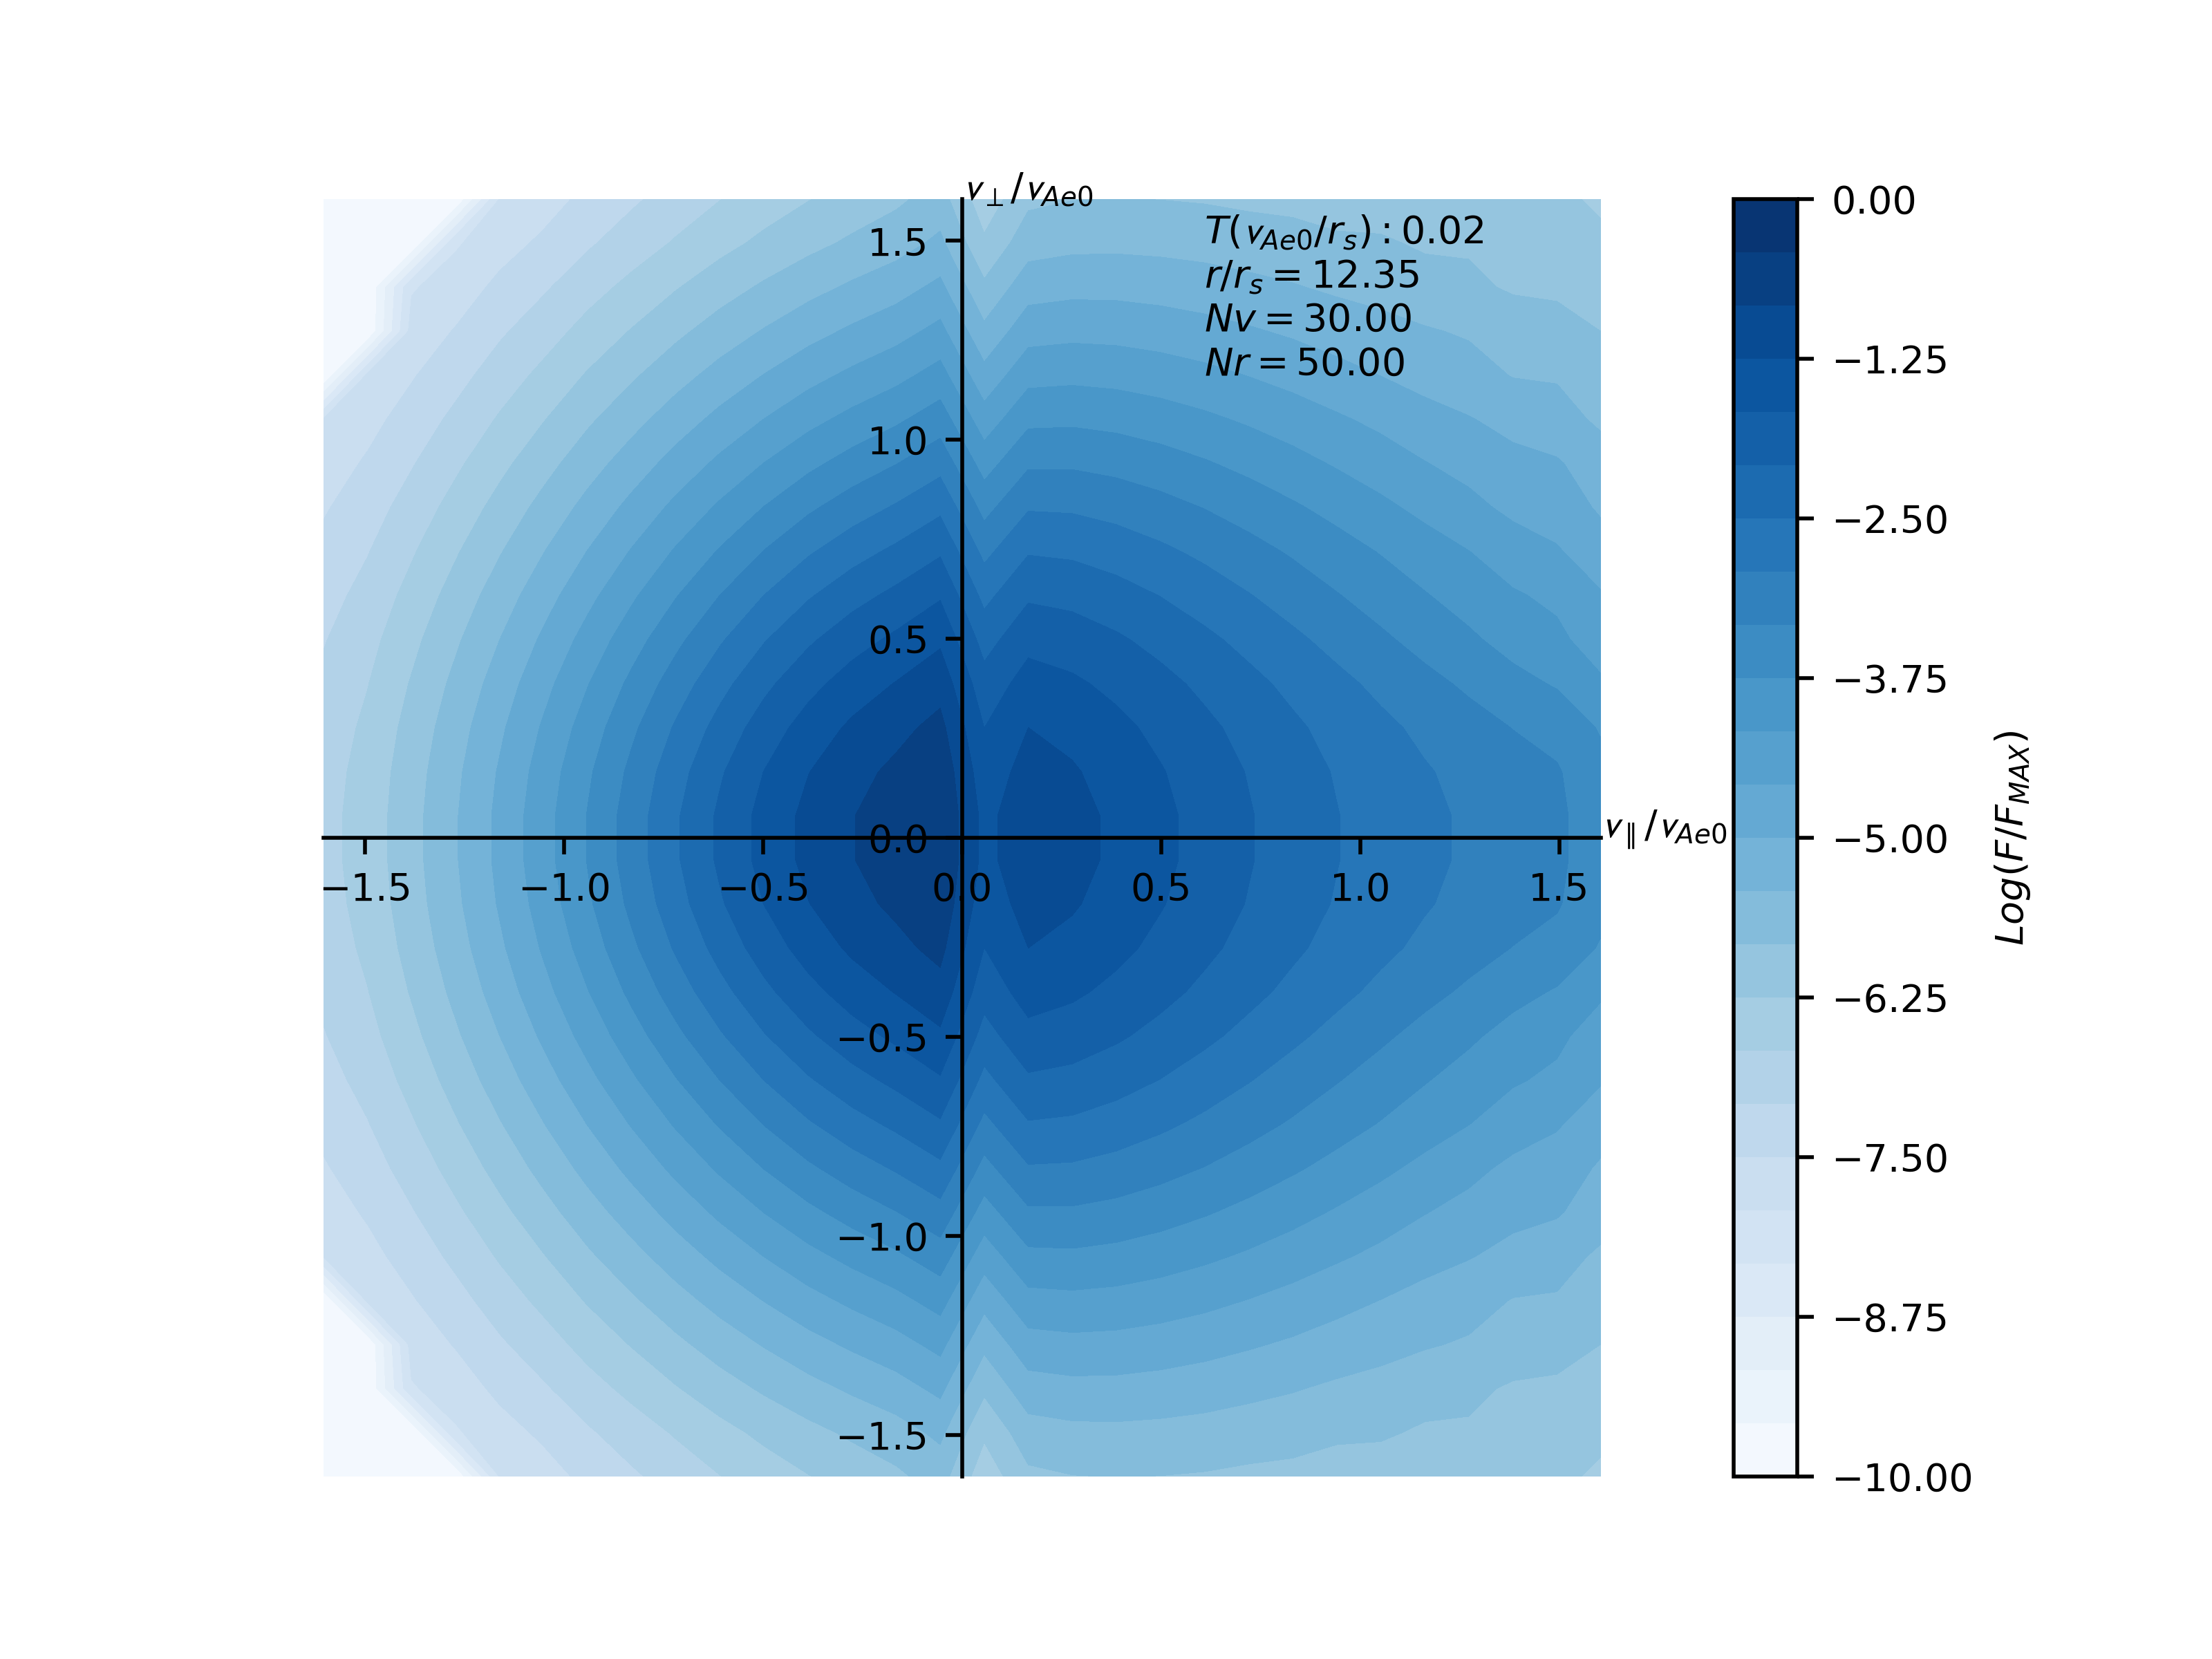 v⊥/vAe0
T(vAe0/rs) : 0.02
r/rs = 12.35
Nv = 30.00
Nr = 50.00
1.5
1.0
0.5
0.0
−0.5
−1.0
−1.5
−1.5 −1.0 −0.5 0.0 0.5 1.0 1.5
v∥/vAe0
0.00
−1.25
−2.50
−3.75
−5.00
−6.25
−7.50
−8.75
−10.00
Log(F/FMAX)